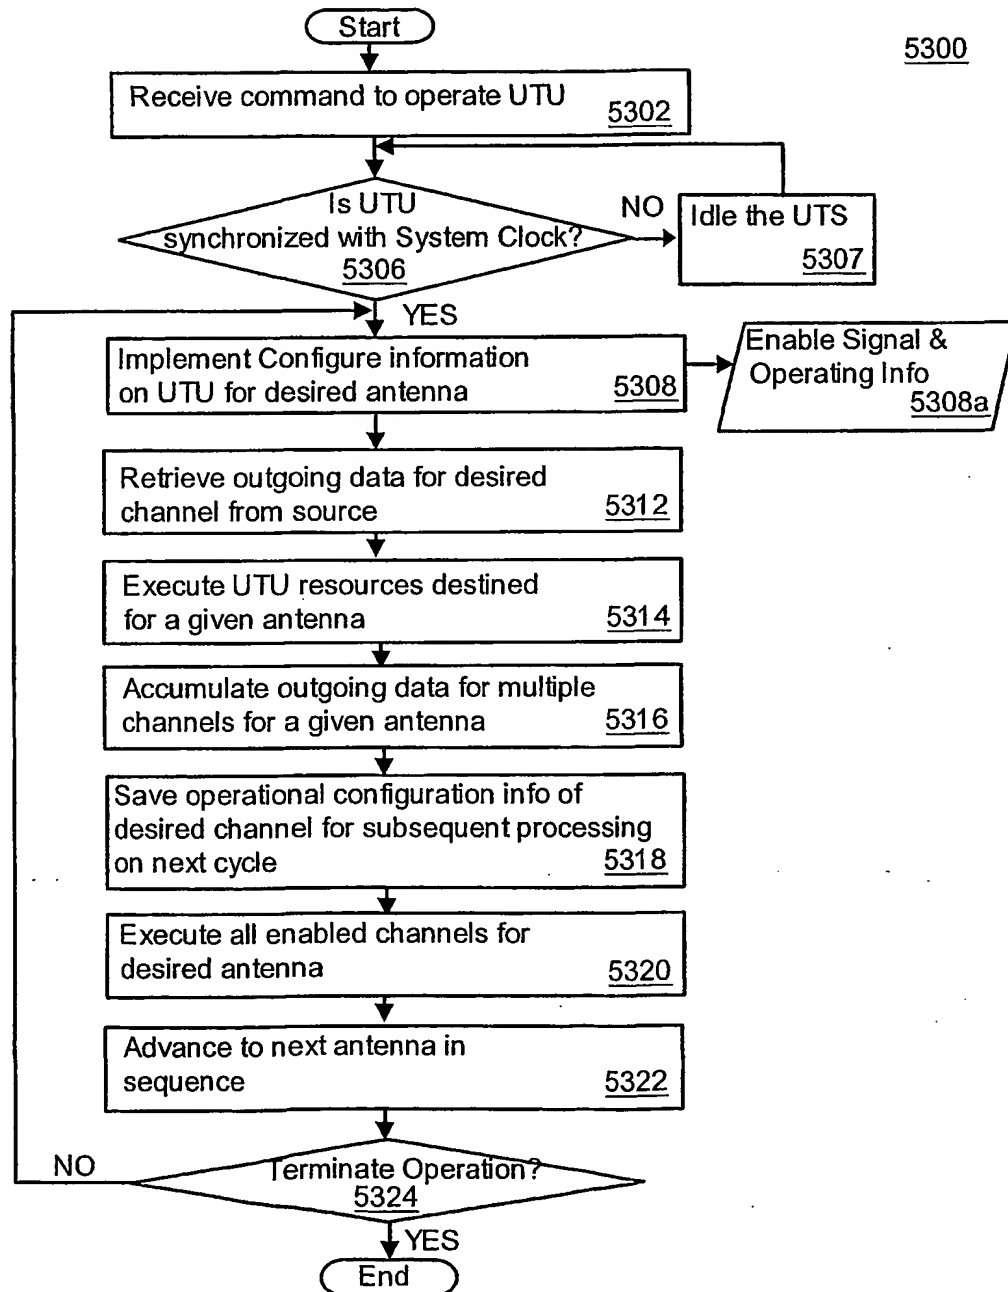 Start
5300
Receive command to operate UTU
5302
Is UTU
synchronized with System Clock?
5306
NO
Idle the UTS
5307
YES
Implement Configure information
on UTU for desired antenna
5308
Enable Signal &
Operating Info
5308a
Retrieve outgoing data for desired
channel from source
5312
Execute UTU resources destined
for a given antenna
5314
Accumulate outgoing data for multiple
channels for a given antenna
5316
Save operational configuration info of
desired channel for subsequent processing
on next cycle
5318
Execute all enabled channels for
desired antenna
5320
Advance to next antenna in
sequence
5322
NO
Terminate Operation?
5324
YES
End